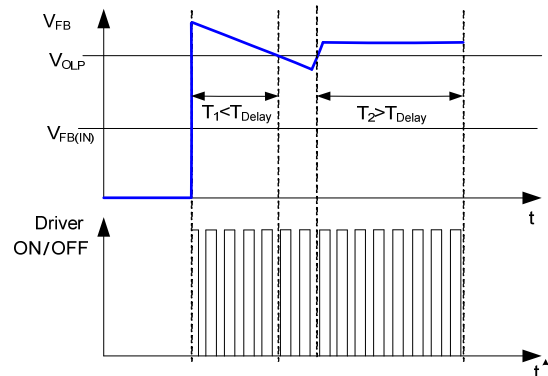 VFB
VOLP
T1<TDelay
T2>TDelay
VFB(IN)
t
Driver
ON/OFF
t